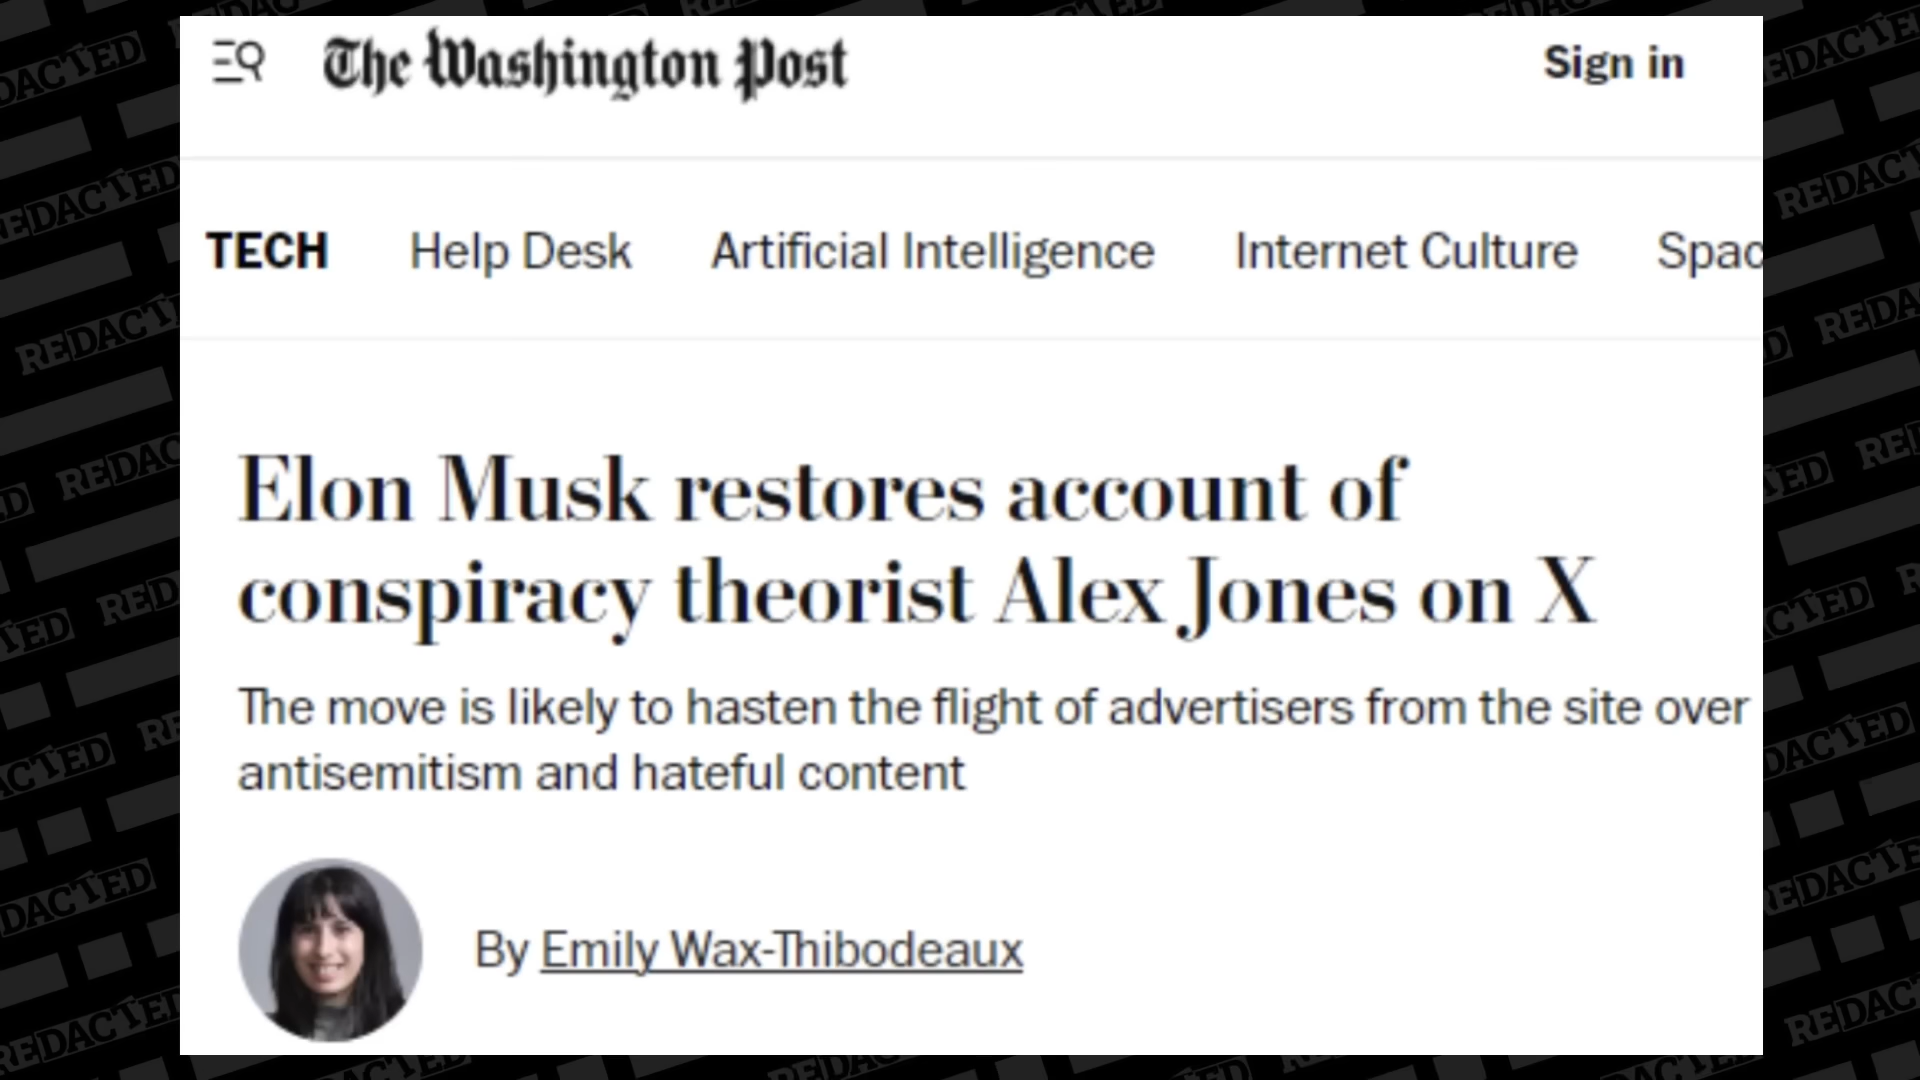 The Washington Post
Sign in
TECH Help Desk Artificial Intelligence Internet Culture Spac
Elon Musk restores account of
conspiracy theorist Alex Jones on X
The move is likely to hasten the flight of advertisers from the site over
antisemitism and hateful content
By Emily Wax-Thibodeaux
REDACTED